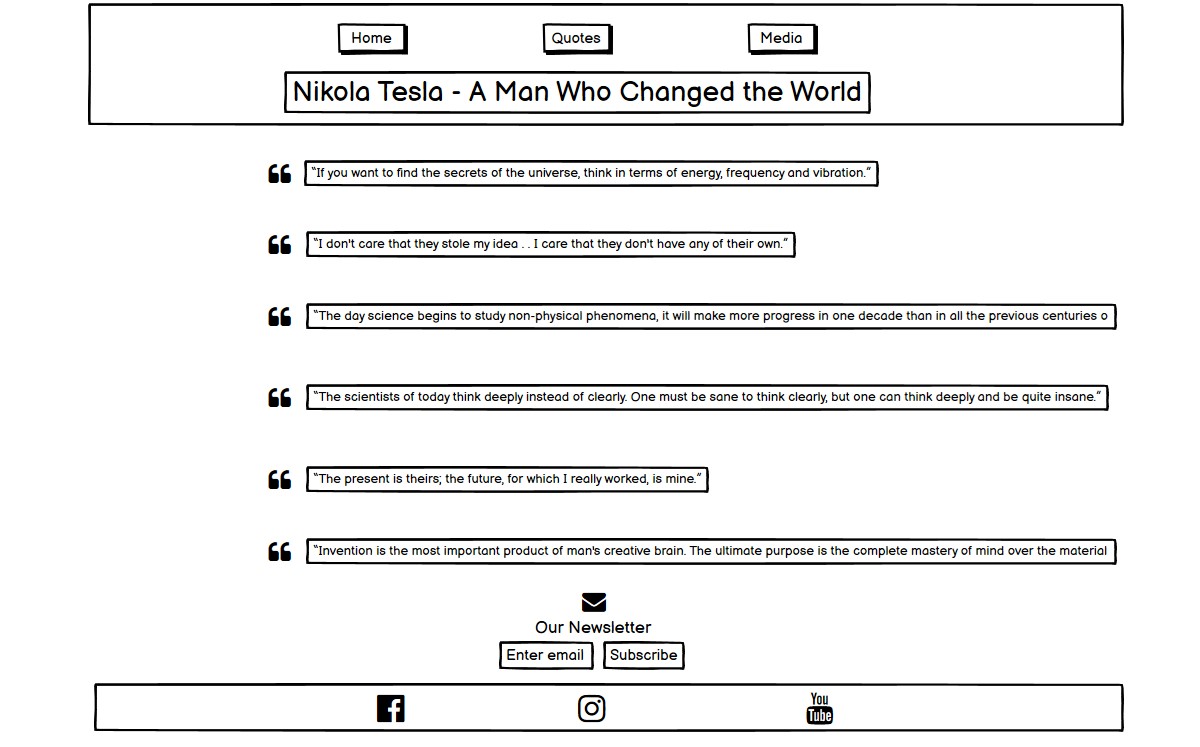 Home
Quotes
Media
Nikola Tesla - A Man Who Changed the World
"If you want to find the secrets of the universe, think in terms of energy, frequency and vibration."
"I don't care that they stole my idea . . I care that they don't have any of their own."
"The day science begins to study non-physical phenomena, it will make more progress in one decade than in all the previous centuries o
"The scientists of today think deeply instead of clearly. One must be sane to think clearly, but one can think deeply and be quite insane."
"The present is theirs; the future, for which I really worked, is mine."
"Invention is the most important product of man's creative brain. The ultimate purpose is the complete mastery of mind over the material
Our Newsletter
Enter email
Subscribe
You
Tube